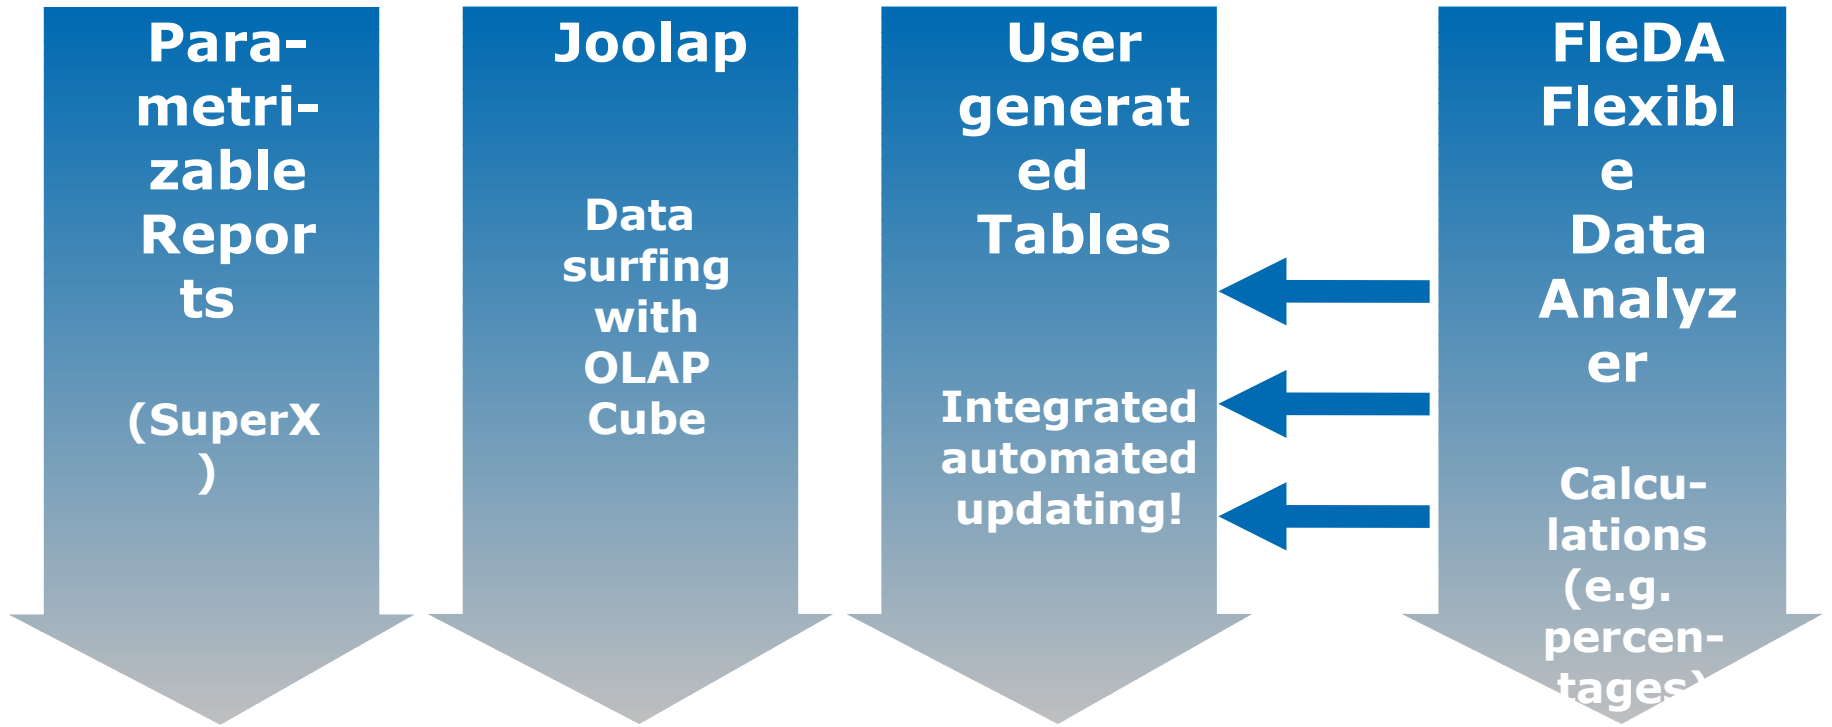 Para-
metri-
zable
Repor
ts
(SuperX
)
Joolap
Data
surfing
with
OLAP
Cube
User
generat
ed
Tables
Integrated
automated
updating!
FleDA
Flexibl
e
Data
Analyz
er
Calcu-
lations
(e.g.
percen-
tages)